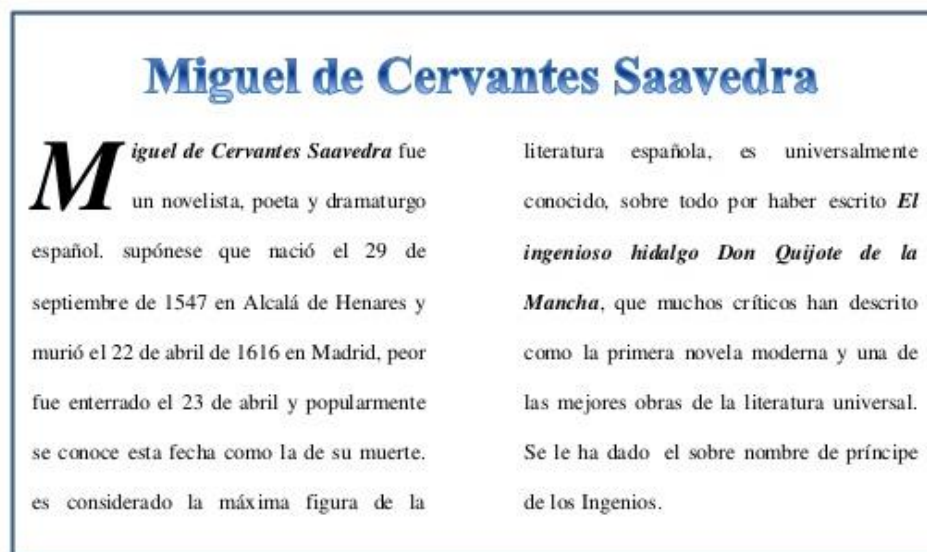 Miguel de Cervantes Saavedra
Miguel de Cervantes Saavedra fue
un novelista, poeta y dramaturgo
español. supónese que nació el 29 de
septiembre de 1547 en Alcalá de Henares y
murió el 22 de abril de 1616 en Madrid, peor
fue enterrado el 23 de abril y popularmente
se conoce esta fecha como la de su muerte.
es considerado la máxima figura de la
literatura española, es universalmente
conocido, sobre todo por haber escrito El
ingenioso hidalgo Don Quijote de la
Mancha, que muchos críticos han descrito
como la primera novela moderna y una de
las mejores obras de la literatura universal.
Se le ha dado el sobre nombre de príncipe
de los Ingenios.